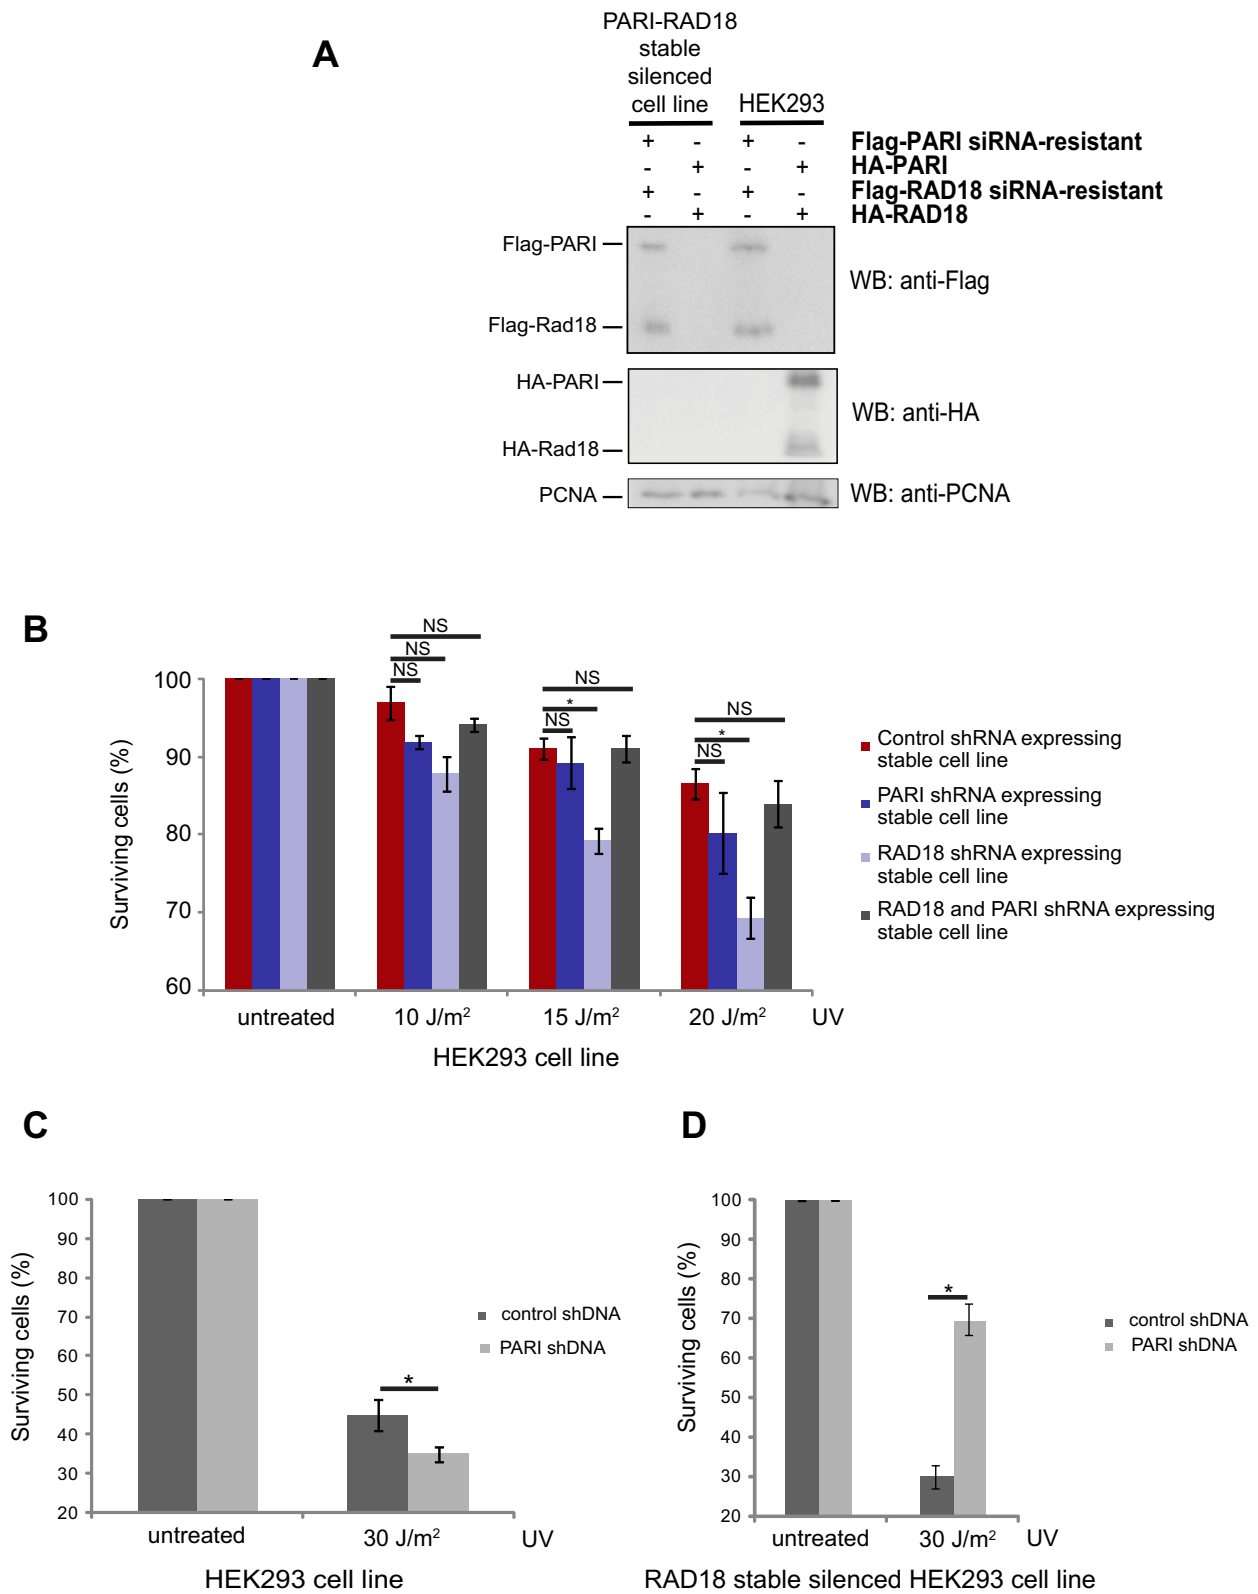 A
PARI-RAD18
stable
silenced
cell line
HEK293
+ - + - Flag-PARI siRNA-resistant
- + - + HA-PARI
+ - + - Flag-RAD18 siRNA-resistant
- + - + HA-RAD18
Flag-PARI
Flag-Rad18
WB: anti-Flag
HA-PARI
HA-Rad18
WB: anti-HA
PCNA
WB: anti-PCNA
B
Surviving cells (%)
100
90
80
70
60
NS
NS
NS
NS
*
NS
NS
*
NS
untreated
10 J/m²
15 J/m²
20 J/m²
UV
HEK293 cell line
Control shRNA expressing
stable cell line
PARI shRNA expressing
stable cell line
RAD18 shRNA expressing
stable cell line
RAD18 and PARI shRNA expressing
stable cell line
C
Surviving cells (%)
100
90
80
70
60
50
40
30
20
*
untreated
30 J/m²
UV
HEK293 cell line
control shDNA
PARI shDNA
D
Surviving cells (%)
100
90
80
70
60
50
40
30
20
*
untreated
30 J/m²
UV
RAD18 stable silenced HEK293 cell line
control shDNA
PARI shDNA